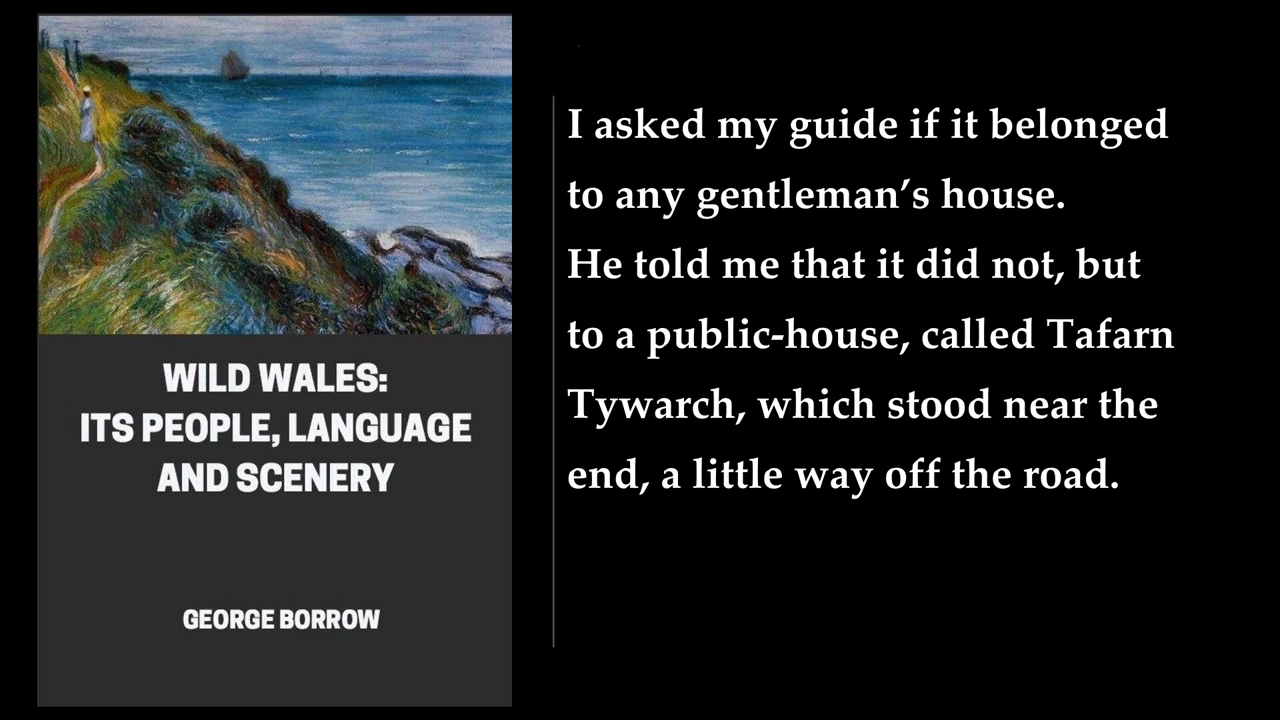 WILD WALES:
ITS PEOPLE, LANGUAGE
AND SCENERY
GEORGE BORROW
I asked my guide if it belonged
to any gentleman’s house.
He told me that it did not, but
to a public-house, called Tafarn
Tywarch, which stood near the
end, a little way off the road.